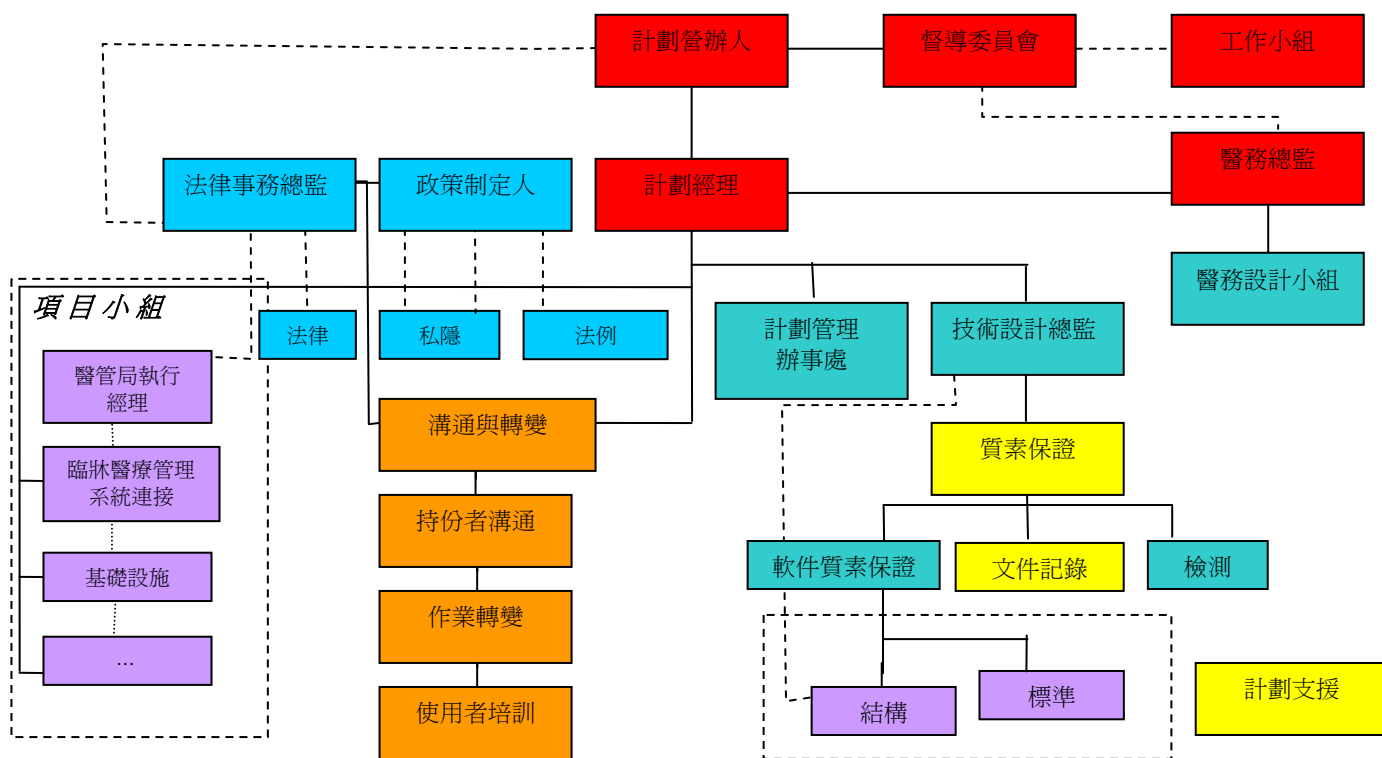 計劃營辦人
督導委員會
工作小組
醫務總監
法律事務總監
政策制定人
計劃經理
醫務設計小組
項目小組
法律
私隱
法例
計劃管理
辦事處
技術設計總監
醫管局執行
經理
溝通與轉變
質素保證
臨牀醫療管理
系統連接
持份者溝通
軟件質素保證
文件記錄
檢測
基礎設施
作業轉變
…
結構
標準
計劃支援
使用者培訓